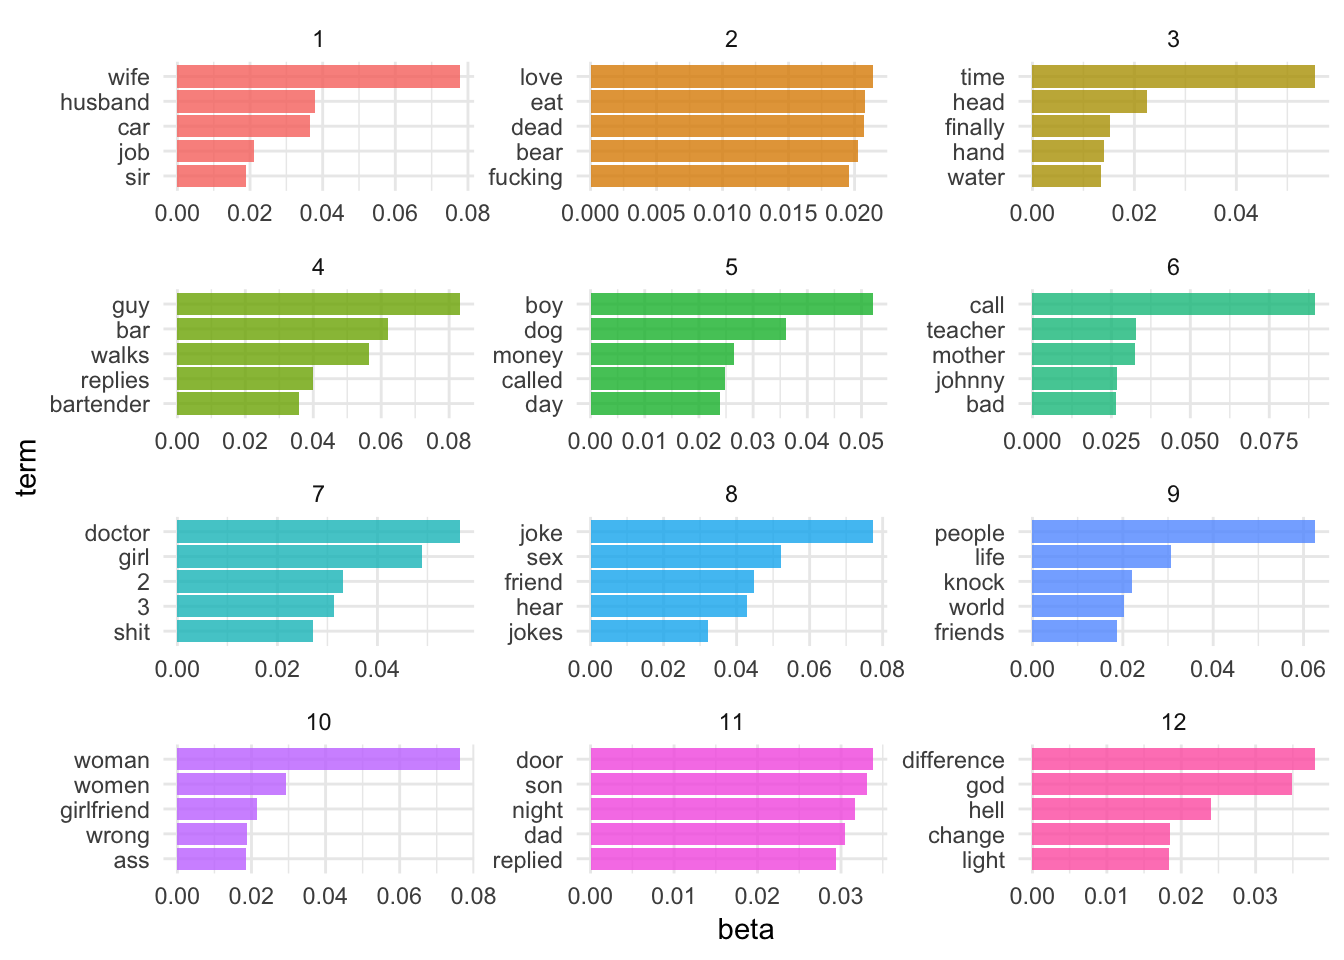 1
wife
husband
car
job
sir
0.00 0.02 0.04 0.06 0.08
2
love
eat
dead
bear
fucking
0.000 0.005 0.010 0.015 0.020
3
time
head
finally
hand
water
0.00 0.02 0.04
4
guy
bar
walks
replies
bartender
0.00 0.02 0.04 0.06 0.08
5
boy
dog
money
called
day
0.00 0.01 0.02 0.03 0.04 0.05
6
call
teacher
mother
johnny
bad
0.000 0.025 0.050 0.075
term
7
doctor
girl
2
3
shit
0.00 0.02 0.04
8
joke
sex
friend
hear
jokes
0.00 0.02 0.04 0.06 0.08
9
people
life
knock
world
friends
0.00 0.02 0.04 0.06
10
woman
women
girlfriend
wrong
ass
0.00 0.02 0.04 0.06 0.08
11
door
son
night
dad
replied
0.00 0.01 0.02 0.03
12
difference
god
hell
change
light
0.00 0.01 0.02 0.03
beta